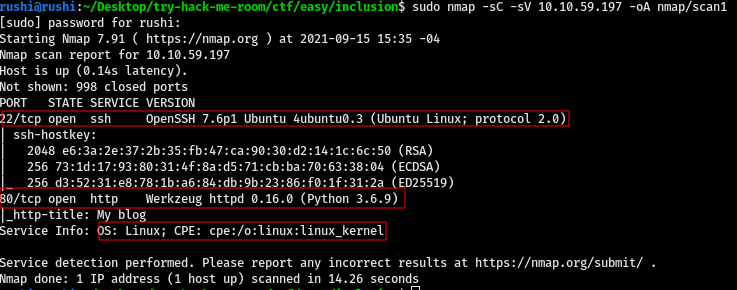 rushi@rushi:~/Desktop/try-hack-me-room/ctf/easy/inclusion$ sudo nmap -sC -sV 10.10.59.197 -oA nmap/scan1
[sudo] password for rushi:
Starting Nmap 7.91 ( https://nmap.org ) at 2021-09-15 15:35 -04
Nmap scan report for 10.10.59.197
Host is up (0.14s latency).
Not shown: 998 closed ports
PORT   STATE SERVICE VERSION
22/tcp open  ssh     OpenSSH 7.6p1 Ubuntu 4ubuntu0.3 (Ubuntu Linux; protocol 2.0)
| ssh-hostkey:
|   2048 e6:3a:2e:37:2b:35:fb:47:ca:90:30:d2:14:1c:6c:50 (RSA)
|   256 73:1d:17:93:80:31:4f:8a:d5:71:cb:ba:70:63:38:04 (ECDSA)
|_  256 d3:52:31:e8:78:1b:a6:84:db:9b:23:86:f0:1f:31:2a (ED25519)
80/tcp open  http    Werkzeug httpd 0.16.0 (Python 3.6.9)
|_http-title: My blog
Service Info: OS: Linux; CPE: cpe:/o:linux:linux_kernel
Service detection performed. Please report any incorrect results at https://nmap.org/submit/ .
Nmap done: 1 IP address (1 host up) scanned in 14.26 seconds